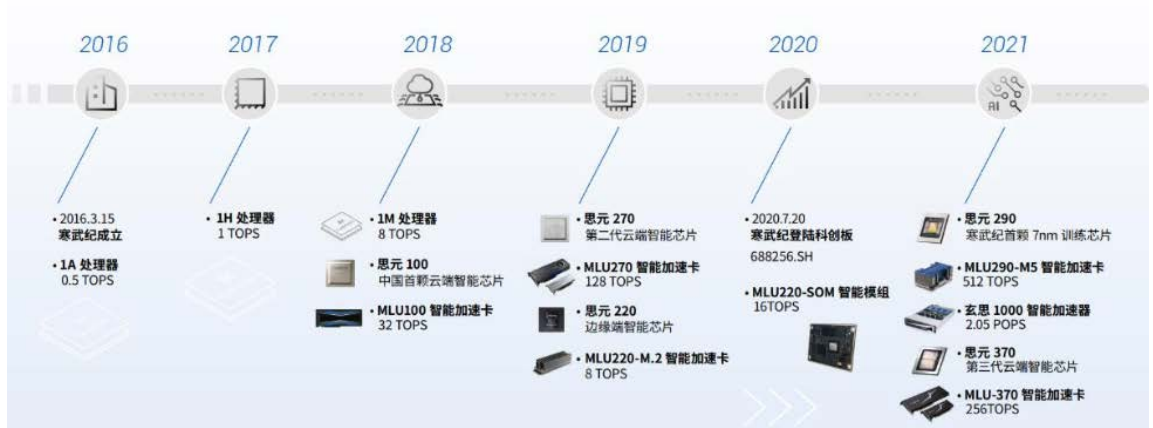 2016
2017
2018
2019
2020
2021
AI
• 2016.3.15
寒武纪成立
• 1A 处理器
0.5 TOPS
• 1H 处理器
1 TOPS
• 1M 处理器
8 TOPS
• 思元 100
中国首颗云端智能芯片
• MLU100 智能加速卡
32 TOPS
• 思元 270
第二代云端智能芯片
• MLU270 智能加速卡
128 TOPS
• 思元 220
边缘端智能芯片
• MLU220-M.2 智能加速卡
8 TOPS
• 2020.7.20
寒武纪登陆科创板
688256.SH
• MLU220-SOM 智能模组
16TOPS
• 思元 290
寒武纪首颗 7nm 训练芯片
• MLU290-M5 智能加速卡
512 TOPS
• 玄思 1000 智能加速器
2.05 POPS
• 思元 370
第三代云端智能芯片
• MLU-370 智能加速卡
256TOPS